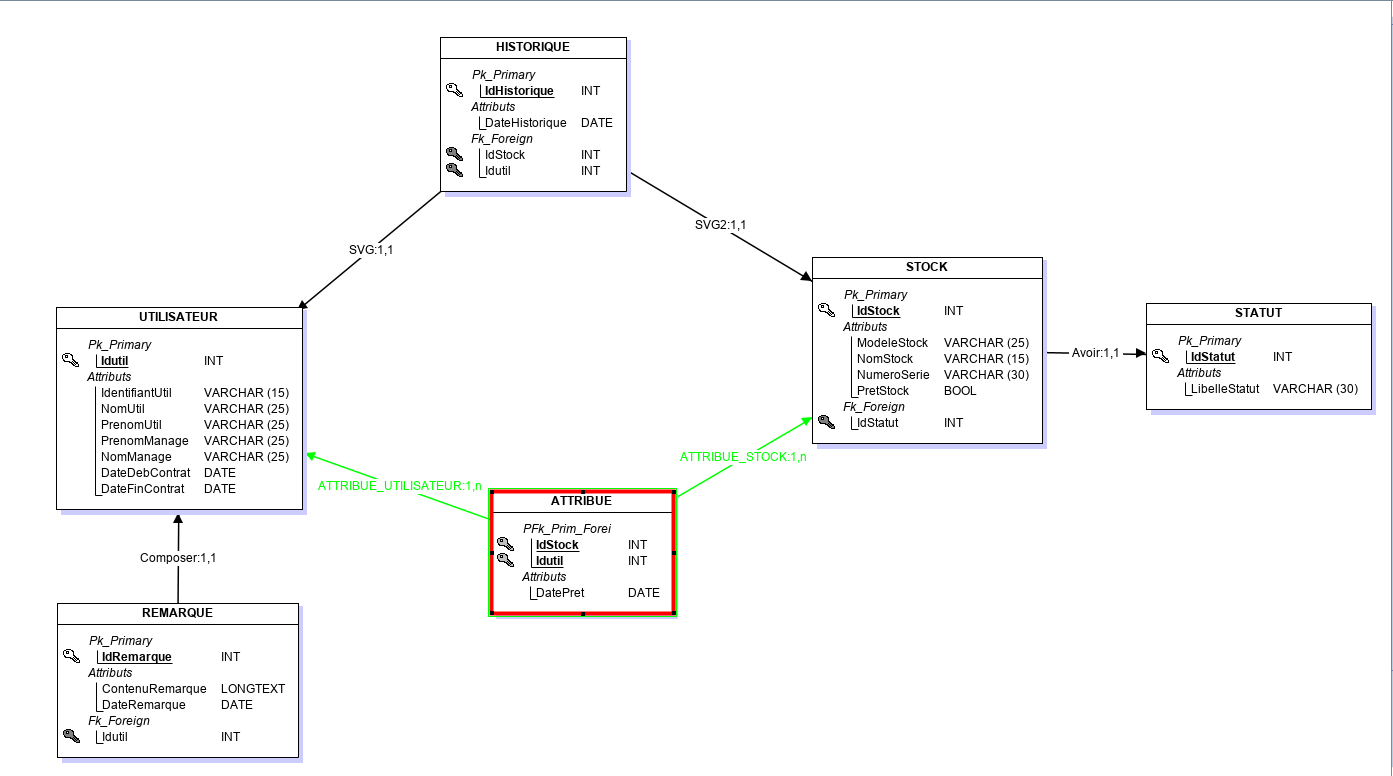 HISTORIQUE
Pk_Primary
IdHistorique INT
Attributs
DateHistorique DATE
Fk_Foreign
IdStock INT
Idutil INT
SVG:1,1
SVG2:1,1
UTILISATEUR
Pk_Primary
Idutil INT
Attributs
IdentifiantUtil VARCHAR (15)
NomUtil VARCHAR (25)
PrenomUtil VARCHAR (25)
PrenomManage VARCHAR (25)
NomManage VARCHAR (25)
DateDebContrat DATE
DateFinContrat DATE
STOCK
Pk_Primary
IdStock INT
Attributs
ModeleStock VARCHAR (25)
NomStock VARCHAR (15)
NumeroSerie VARCHAR (30)
PretStock BOOL
Fk_Foreign
IdStatut INT
Avoir:1,1
STATUT
Pk_Primary
IdStatut INT
Attributs
LibelleStatut VARCHAR (30)
ATTRIBUE_UTILISATEUR:1,n
ATTRIBUE_STOCK:1,n
ATTRIBUE
PFk_Prim_Forei
IdStock INT
Idutil INT
Attributs
DatePret DATE
Composer:1,1
REMARQUE
Pk_Primary
IdRemarque INT
Attributs
ContenuRemarque LONGTEXT
DateRemarque DATE
Fk_Foreign
Idutil INT